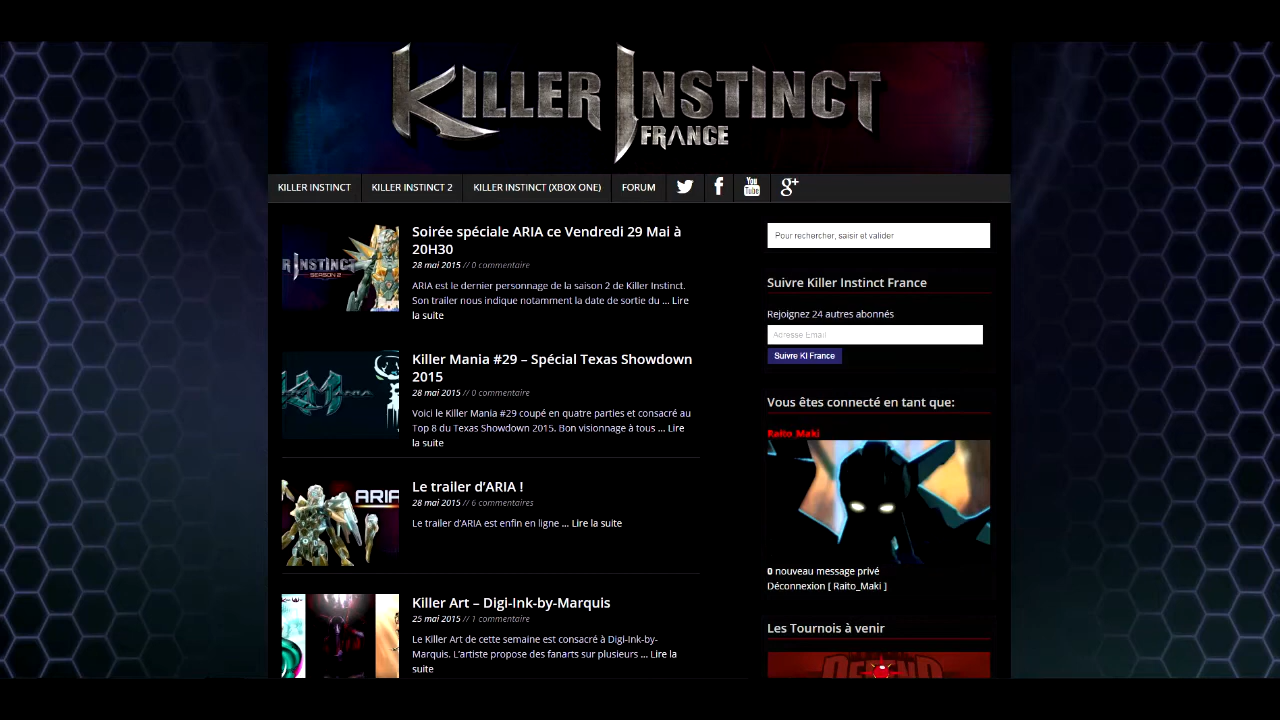 KILLER INSTINCT
FRANCE
KILLER INSTINCT
KILLER INSTINCT 2
KILLER INSTINCT (XBOX ONE)
FORUM
You
Tube
g+
R INSTINCT
SEASON 2
Soirée spéciale ARIA ce Vendredi 29 Mai à
20H30
28 mai 2015 // 0 commentaire
ARIA est le dernier personnage de la saison 2 de Killer Instinct.
Son trailer nous indique notamment la date de sortie du ... Lire
la suite
Killer Mania #29 – Spécial Texas Showdown
2015
28 mai 2015 // 0 commentaire
Voici le Killer Mania #29 coupé en quatre parties et consacré au
Top 8 du Texas Showdown 2015. Bon visionnage à tous ... Lire
la suite
ARIA
Le trailer d’ARIA !
28 mai 2015 // 6 commentaires
Le trailer d’ARIA est enfin en ligne ... Lire la suite
Killer Art – Digi-Ink-by-Marquis
25 mai 2015 // 1 commentaire
Le Killer Art de cette semaine est consacré à Digi-Ink-by-
Marquis. L’artiste propose des fanarts sur plusieurs ... Lire la
suite
Pour rechercher, saisir et valider
Suivre Killer Instinct France
Rejoignez 24 autres abonnés
Adresse Email
Suivre KI France
Vous êtes connecté en tant que:
Raito_Maki
0 nouveau message privé
Déconnexion [ Raito_Maki ]
Les Tournois à venir